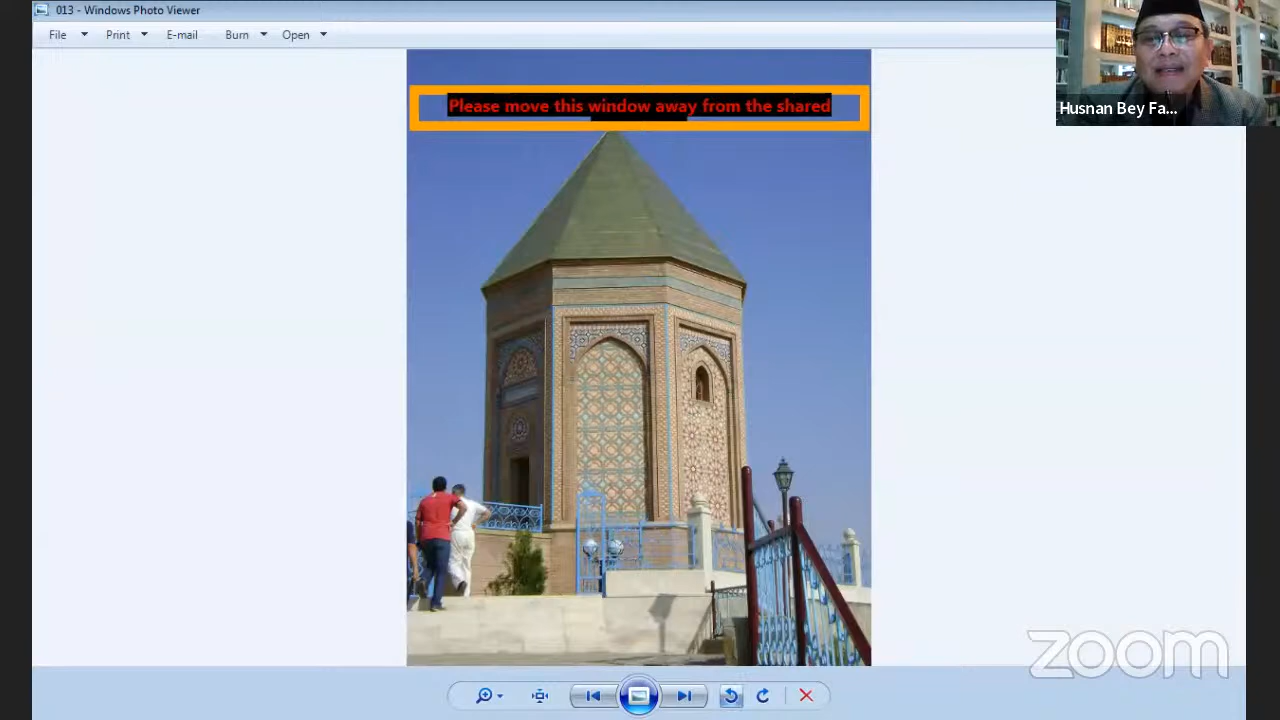 013 - Windows Photo Viewer
File Print E-mail Burn Open
Please move this window away from the shared
Husnan Bey Fa...
zoom